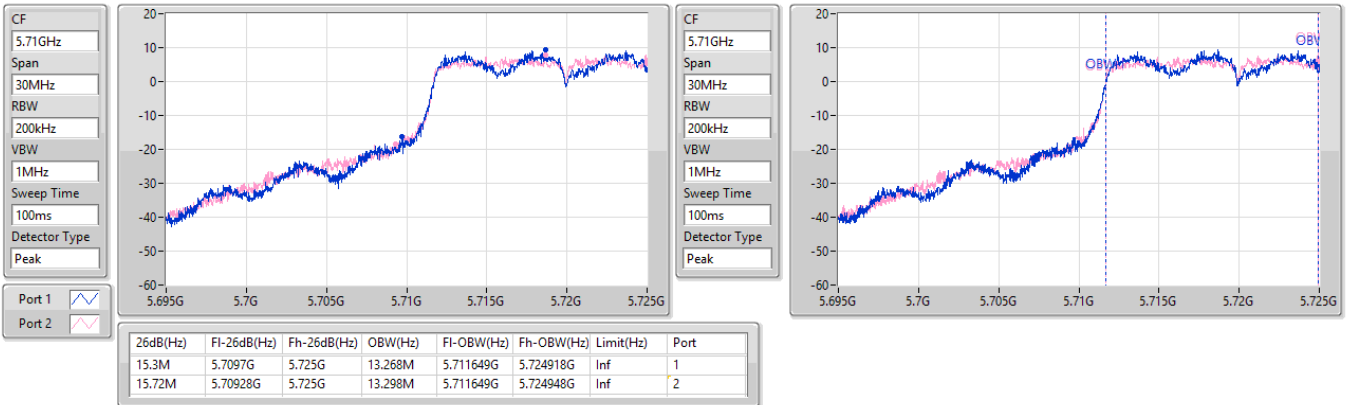 CF
5.71GHz
Span
30MHz
RBW
200kHz
VBW
1MHz
Sweep Time
100ms
Detector Type
Peak
Port 1
Port 2
20
10
0
-10
-20
-30
-40
-50
-60
5.695G 5.7G 5.705G 5.71G 5.715G 5.72G 5.725G
CF
5.71GHz
Span
30MHz
RBW
200kHz
VBW
1MHz
Sweep Time
100ms
Detector Type
Peak
20
10
0
-10
-20
-30
-40
-50
-60
OBW
OBW
5.695G 5.7G 5.705G 5.71G 5.715G 5.72G 5.725G
26dB(Hz) Fl-26dB(Hz) Fh-26dB(Hz) OBW(Hz) Fl-OBW(Hz) Fh-OBW(Hz) Limit(Hz) Port
15.3M 5.7097G 5.725G 13.268M 5.711649G 5.724918G Inf 1
15.72M 5.70928G 5.725G 13.298M 5.711649G 5.724948G Inf 2